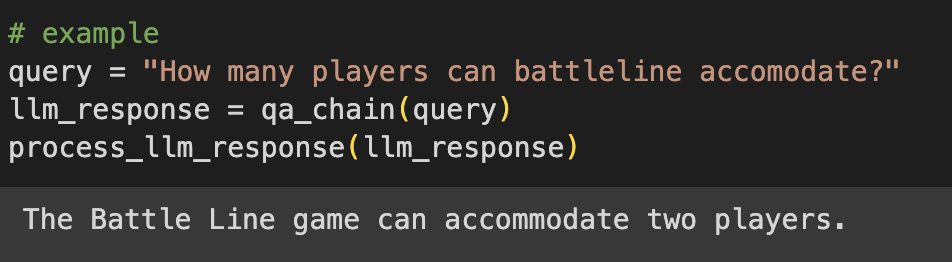 # example
query = "How many players can battleline accomodate?"
llm_response = qa_chain(query)
process_llm_response(llm_response)
The Battle Line game can accommodate two players.